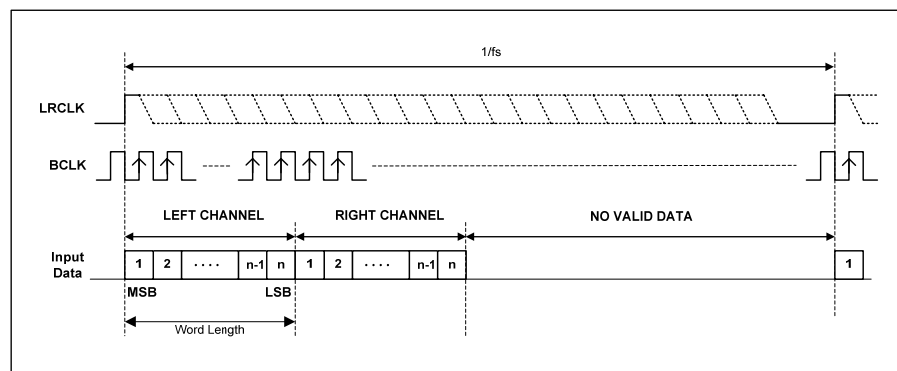 1/fs
LRCLK
BCLK
LEFT CHANNEL RIGHT CHANNEL NO VALID DATA
Input Data 1 2 .... n-1 n 1 2 .... n-1 n 1
MSB LSB
Word Length